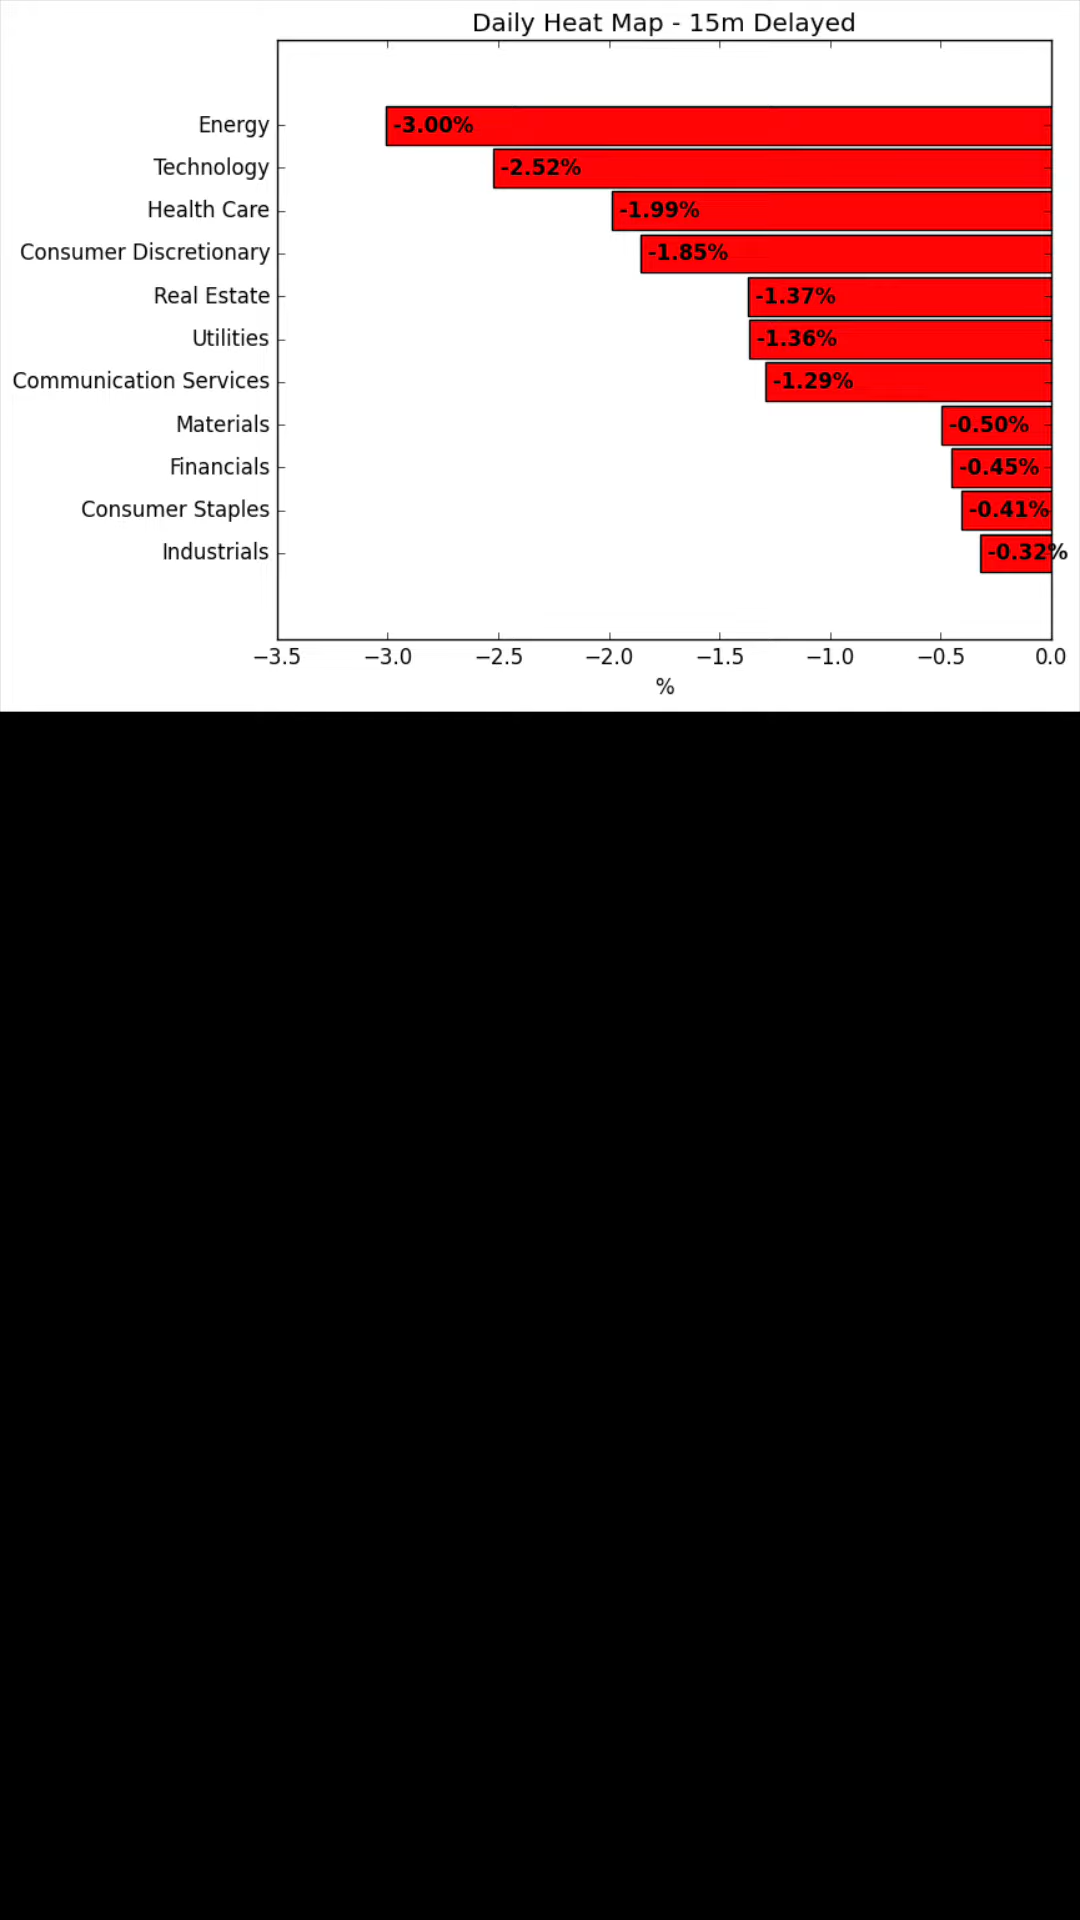 Daily Heat Map - 15m Delayed
Energy -3.00%
Technology -2.52%
Health Care -1.99%
Consumer Discretionary -1.85%
Real Estate -1.37%
Utilities -1.36%
Communication Services -1.29%
Materials -0.50%
Financials -0.45%
Consumer Staples -0.41%
Industrials -0.32%
−3.5 −3.0 −2.5 −2.0 −1.5 −1.0 −0.5 0.0
%